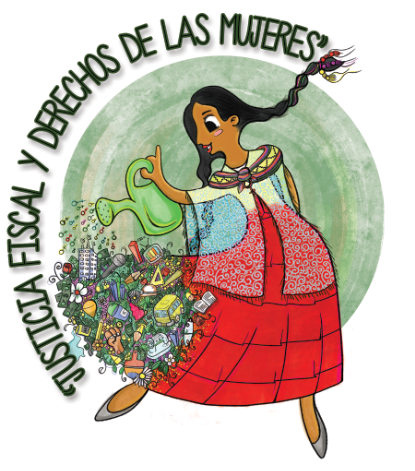 “JUSTICIA FISCAL Y DERECHOS DE LAS MUJERES”